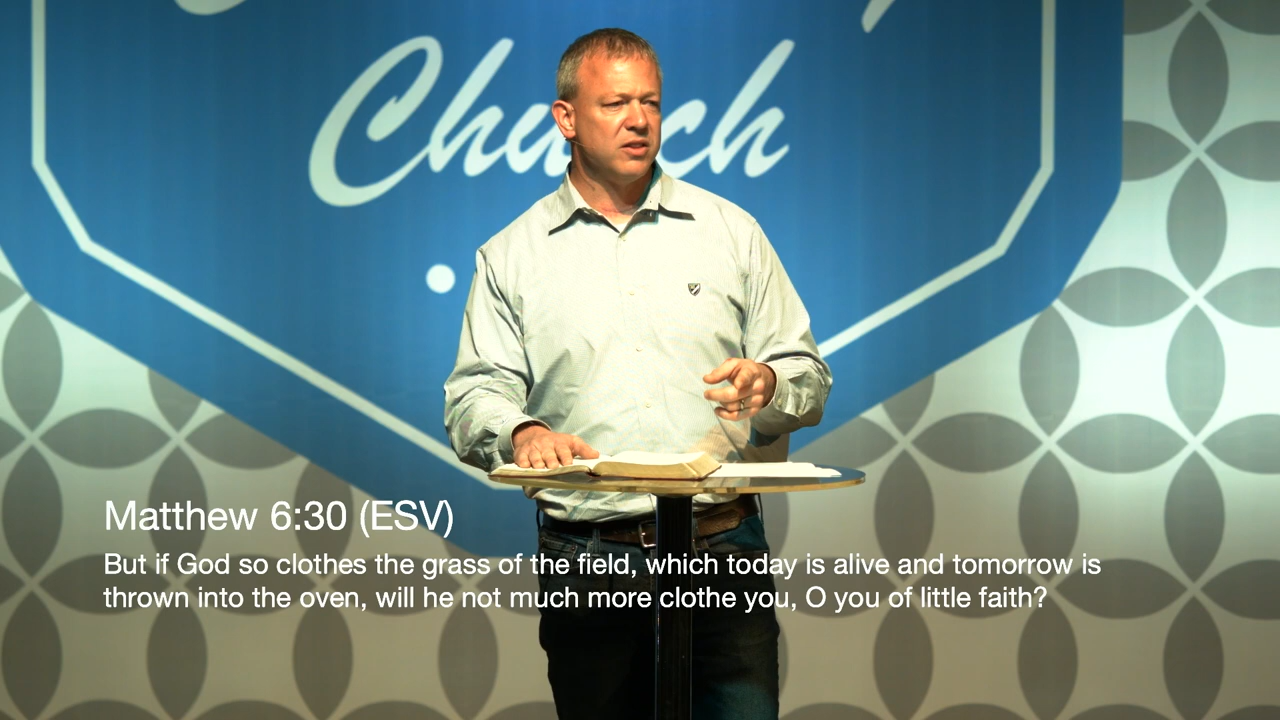 Church
Matthew 6:30 (ESV)
But if God so clothes the grass of the field, which today is alive and tomorrow is
thrown into the oven, will he not much more clothe you, O you of little faith?